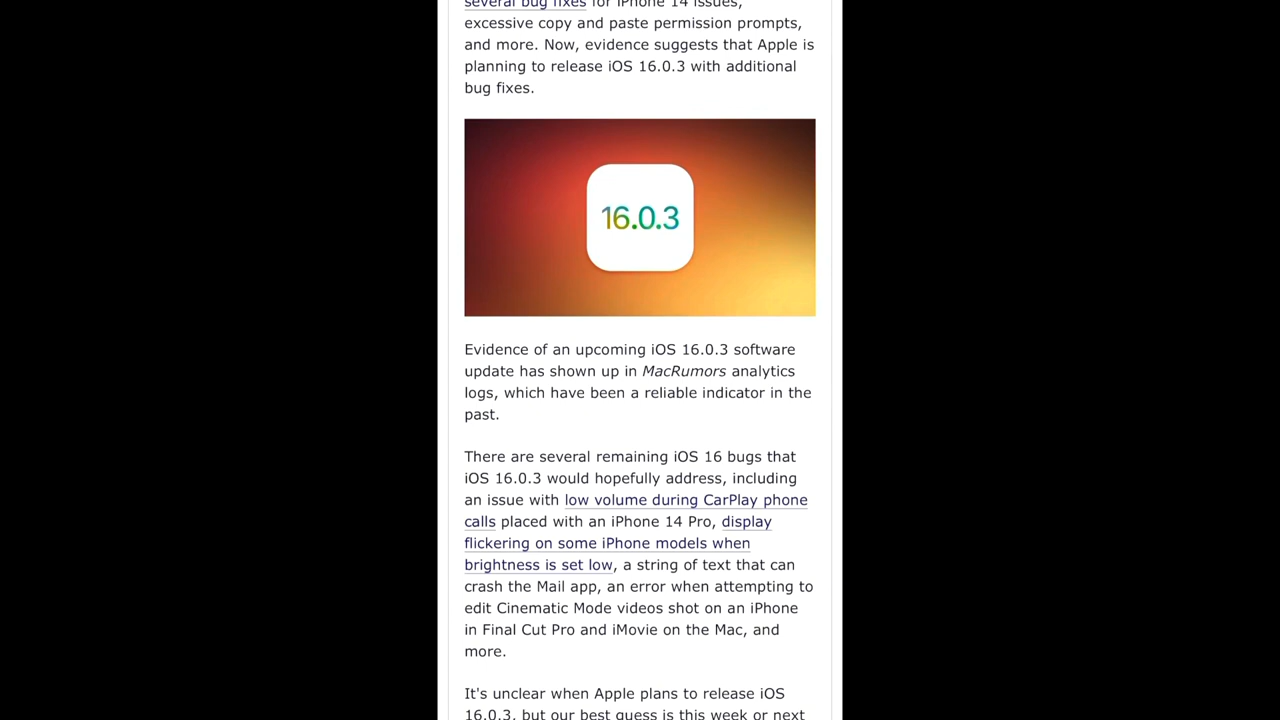 several bug fixes for iPhone 14 issues,
excessive copy and paste permission prompts,
and more. Now, evidence suggests that Apple is
planning to release iOS 16.0.3 with additional
bug fixes.
16.0.3
Evidence of an upcoming iOS 16.0.3 software
update has shown up in MacRumors analytics
logs, which have been a reliable indicator in the
past.
There are several remaining iOS 16 bugs that
iOS 16.0.3 would hopefully address, including
an issue with low volume during CarPlay phone
calls placed with an iPhone 14 Pro, display
flickering on some iPhone models when
brightness is set low, a string of text that can
crash the Mail app, an error when attempting to
edit Cinematic Mode videos shot on an iPhone
in Final Cut Pro and iMovie on the Mac, and
more.
It's unclear when Apple plans to release iOS
16.0.3, but our best guess is this week or next